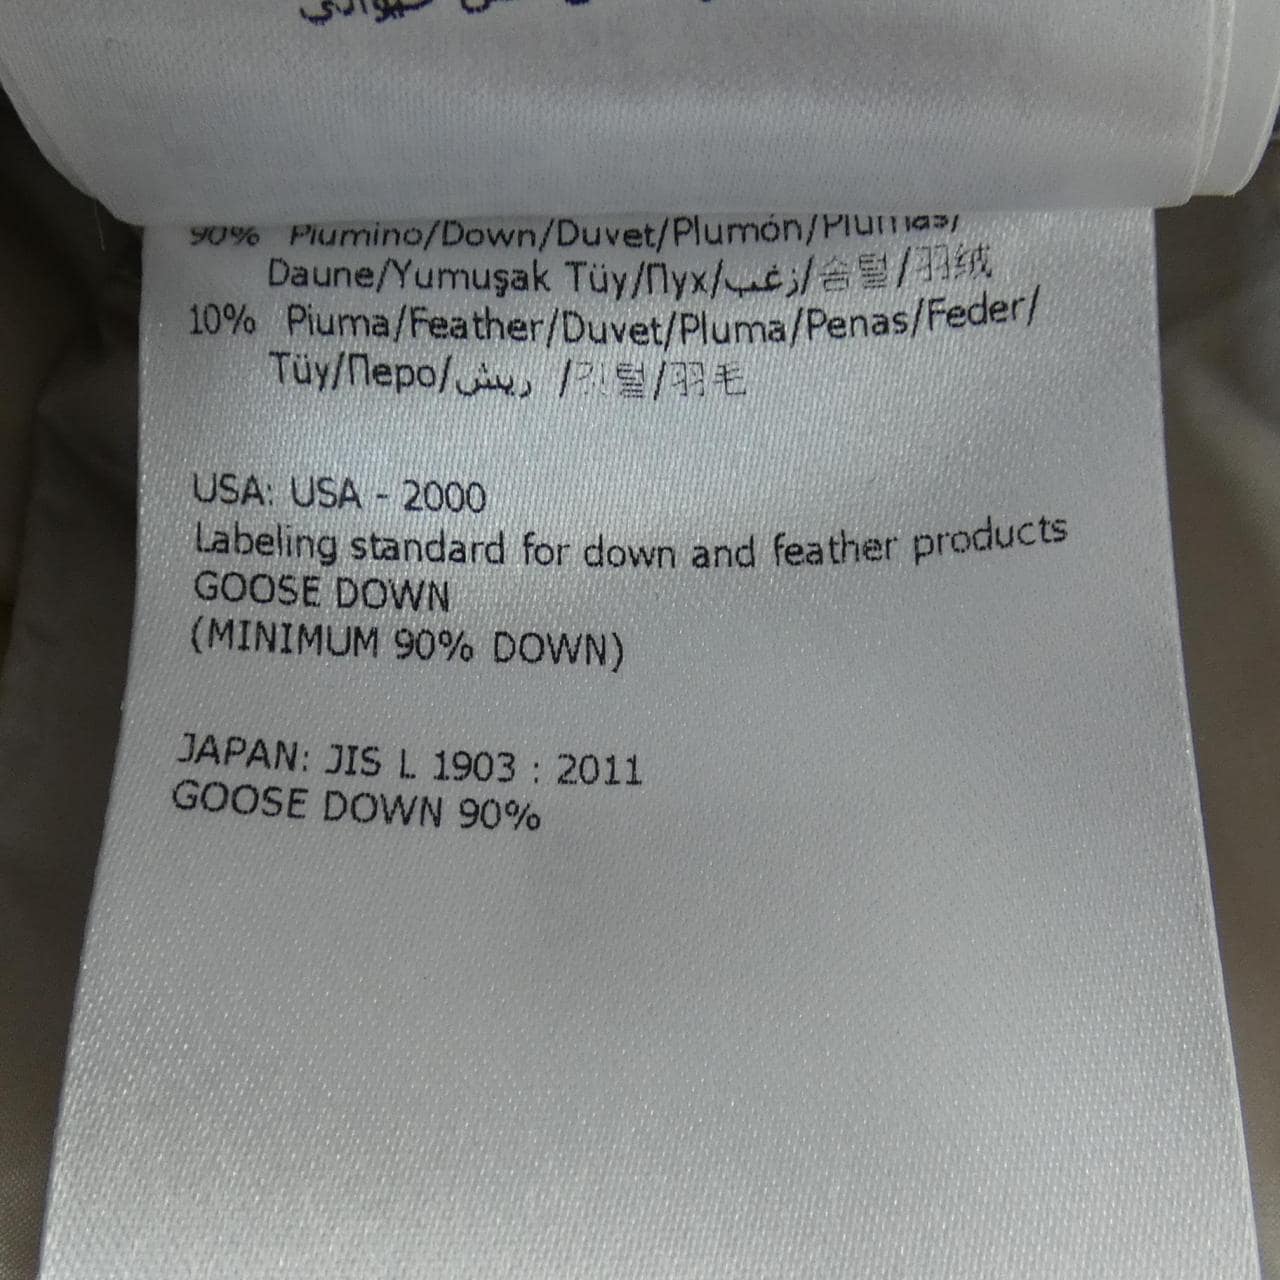 90% Piumino/Down/Duvet/Plumón/Plumas/
Daune/Yumuşak Tüy/Пух/زغب/솜털/羽绒
10% Piuma/Feather/Duvet/Pluma/Penas/Feder/
Tüy/Перо/ريش /깃털/羽毛
USA: USA - 2000
Labeling standard for down and feather products
GOOSE DOWN
(MINIMUM 90% DOWN)
JAPAN: JIS L 1903 : 2011
GOOSE DOWN 90%